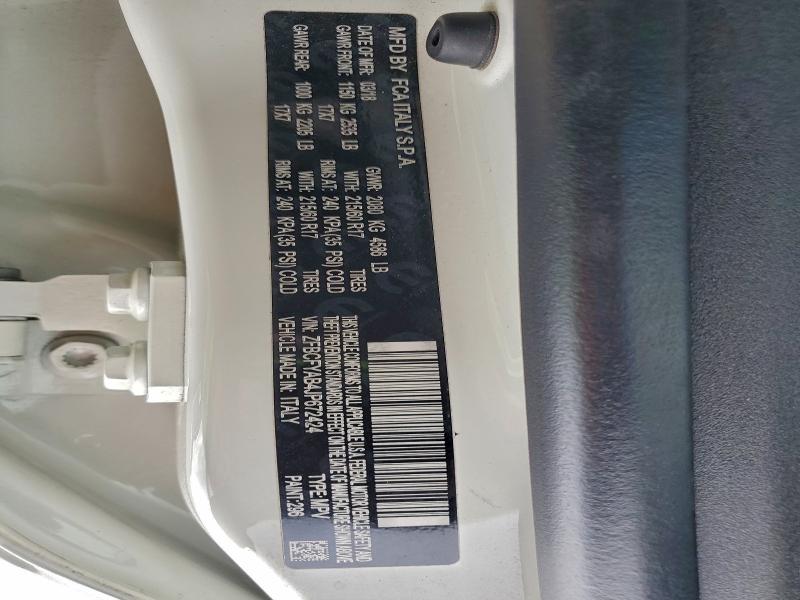 MFD BY FCA ITALY S.P.A.
DATE OF MFR: 03/18 GVWR: 2080 KG 4586 LB
GAWR FRONT: 1150 KG 2535 LB WITH: 215/60 R17 TIRES
17X7 RIMS AT: 240 KPA(35 PSI) COLD
GAWR REAR: 1000 KG 2205 LB WITH: 215/60 R17 TIRES
17X7 RIMS AT: 240 KPA(35 PSI) COLD
THIS VEHICLE CONFORMS TO ALL APPLICABLE U.S.A. FEDERAL MOTOR VEHICLE SAFETY AND
THEFT PREVENTION STANDARDS IN EFFECT ON THE DATE OF MANUFACTURE SHOWN ABOVE
VIN: ZFBCFYAB4JP672424 TYPE: MPV
VEHICLE MADE IN: ITALY PAINT: 296